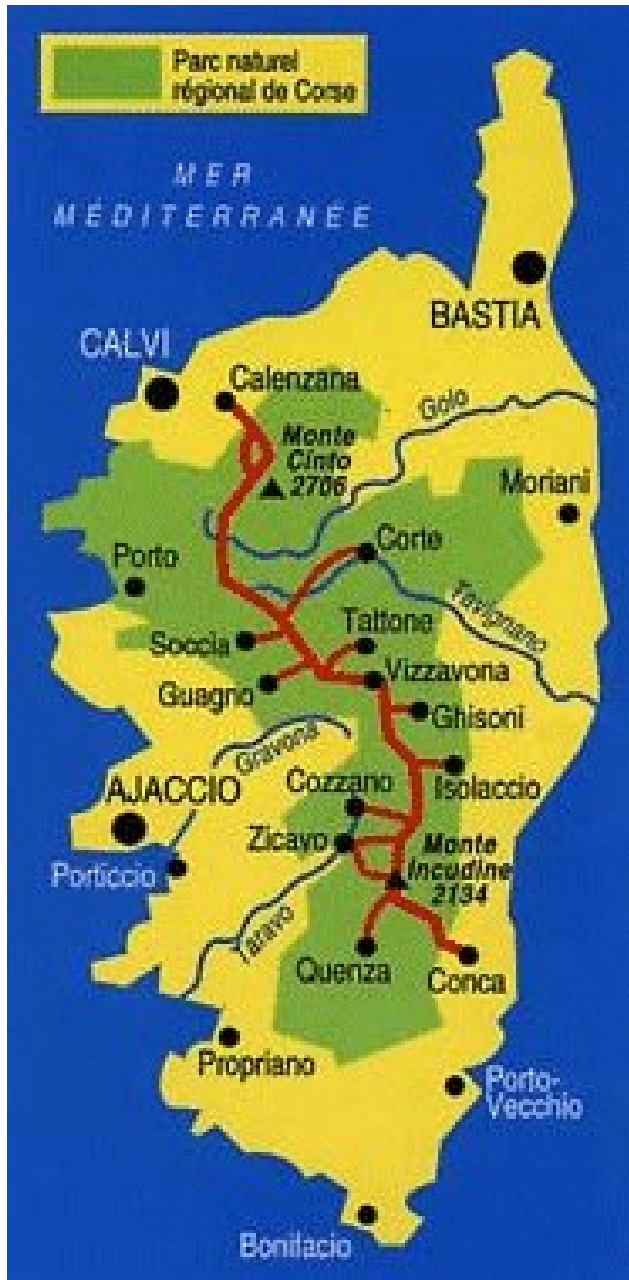 Parc naturel
régional de Corse
MER
MÉDITERRANÉE
BASTIA
CALVI
Calenzana
Golo
Monte
Cinto
2706
Moriani
Corte
Porto
Tavignano
Tattone
Soccia
Vizzavona
Guagno
Ghisoni
Gravona
Isolaccio
Cozzano
AJACCIO
Zicavo
Monte
Incudine
2134
Porticcio
Taravo
Quenza
Conca
Propriano
Porto-
Vecchio
Bonifacio